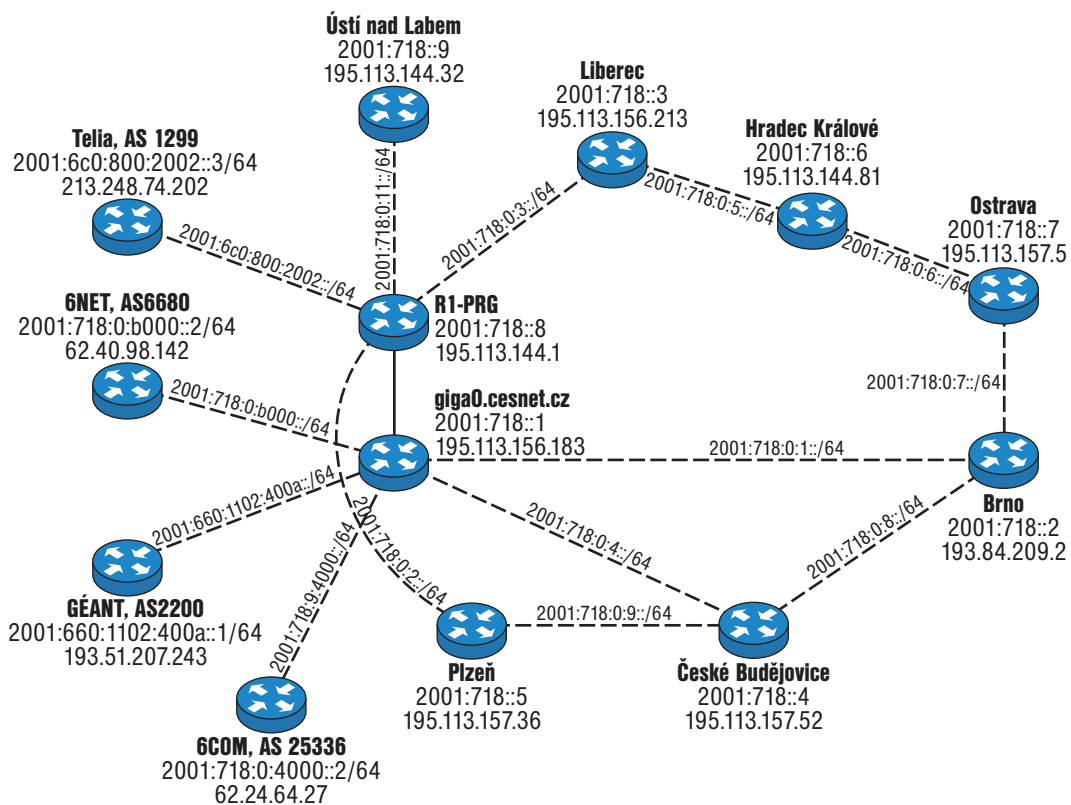 Ústí nad Labem
2001:718::9
195.113.144.32
Liberec
2001:718::3
195.113.156.213
Hradec Králové
2001:718::6
195.113.144.81
Ostrava
2001:718::7
195.113.157.5
Telia, AS 1299
2001:6c0:800:2002::3/64
213.248.74.202
2001:718:0:11::/64
2001:718:0:3::/64
2001:718:0:5::/64
2001:718:0:6::/64
2001:6c0:800:2002::/64
6NET, AS6680
2001:718:0:b000::2/64
62.40.98.142
R1-PRG
2001:718::8
195.113.144.1
2001:718:0:7::/64
2001:718:0:b000::/64
giga0.cesnet.cz
2001:718::1
195.113.156.183
2001:718:0:1::/64
Brno
2001:718::2
193.84.209.2
2001:660:1102:400a::/64
GÉANT, AS2200
2001:660:1102:400a::1/64
193.51.207.243
2001:718:9:4000::/64
2001:718:0:2::/64
2001:718:0:4::/64
2001:718:0:8::/64
2001:718:0:9::/64
Plzeň
2001:718::5
195.113.157.36
České Budějovice
2001:718::4
195.113.157.52
6COM, AS 25336
2001:718:0:4000::2/64
62.24.64.27